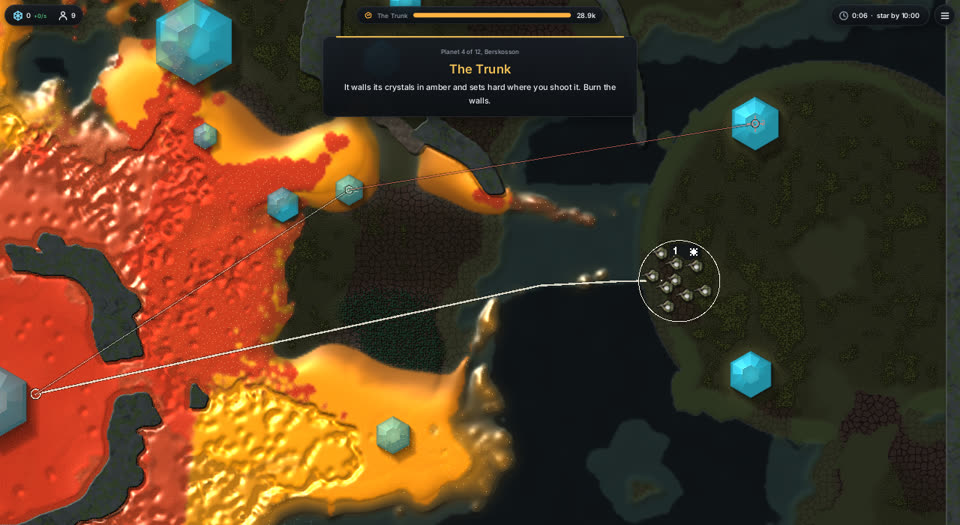 0 +0/s 9
The Trunk 28.9k
0:06 · star by 10:00
Planet 4 of 12, Berskosson
The Trunk
It walls its crystals in amber and sets hard where you shoot it. Burn the
walls.
1